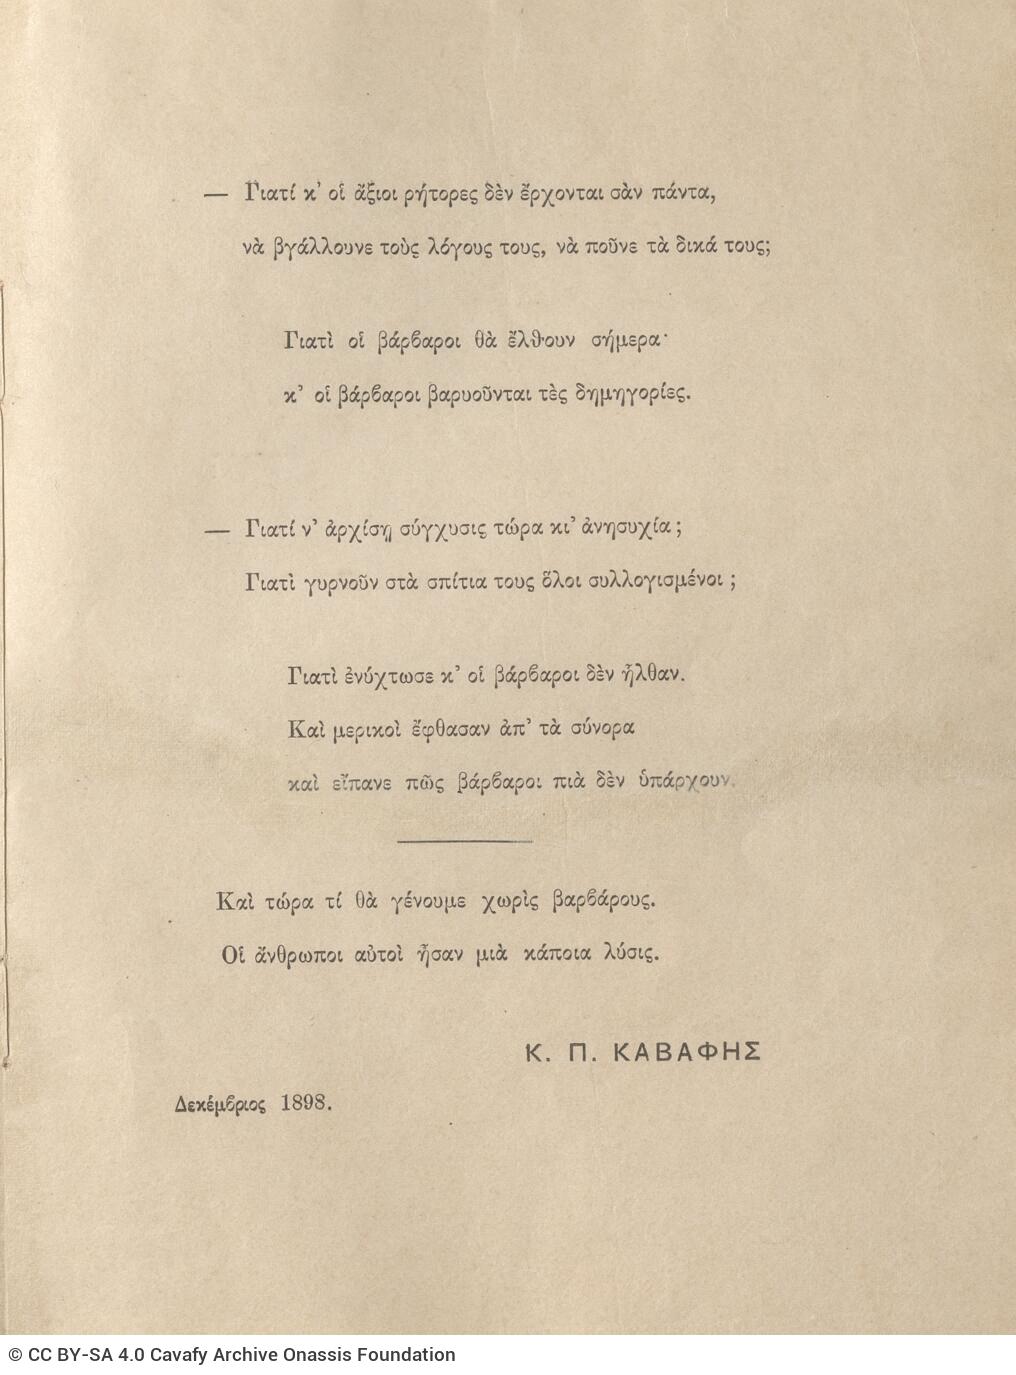 — Γιατί κ' οἱ ἄξιοι ρήτορες δὲν ἔρχονται σὰν πάντα,
νὰ βγάλλουνε τοὺς λόγους τους, νὰ ποῦνε τὰ δικά τους;
Γιατὶ οἱ βάρϐαροι θὰ ἔλθουν σήμερα·
κ' οἱ βάρϐαροι βαρυοῦνται τὲς δημηγορίες.
— Γιατί ν' ἀρχίσῃ σύγχυσις τώρα κι' ἀνησυχία ;
Γιατὶ γυρνοῦν στὰ σπίτια τους ὅλοι συλλογισμένοι ;
Γιατὶ ἐνύχτωσε κ' οἱ βάρϐαροι δὲν ἦλθαν.
Καὶ μερικοὶ ἔφθασαν ἀπ' τὰ σύνορα
καὶ εἴπανε πῶς βάρϐαροι πιὰ δὲν ὑπάρχουν.
Καὶ τώρα τί θὰ γένουμε χωρὶς βαρϐάρους.
Οἱ ἄνθρωποι αὐτοὶ ἦσαν μιὰ κάποια λύσις.
Κ. Π. ΚΑΒΑΦΗΣ
Δεκέμϐριος 1898.
© CC BY-SA 4.0 Cavafy Archive Onassis Foundation